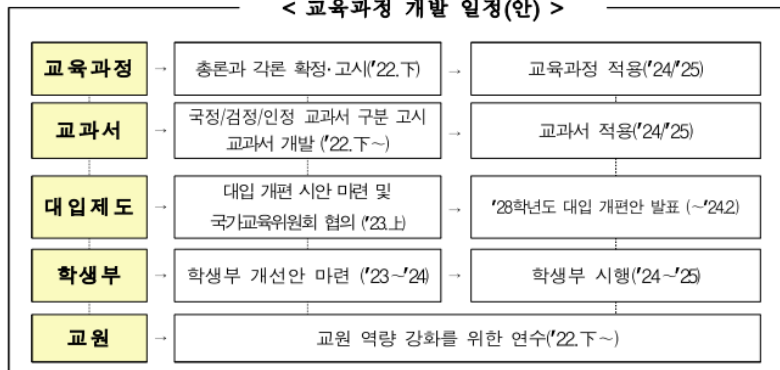 < 교육과정 개발 일정(안) >
교육과정 → 총론과 각론 확정·고시('22.下) → 교육과정 적용('24/'25)
교과서 → 국정/검정/인정 교과서 구분 고시
교과서 개발 ('22.下~) → 교과서 적용('24/'25)
대입제도 → 대입 개편 시안 마련 및
국가교육위원회 협의 ('23.上) → '28학년도 대입 개편안 발표 (~'24.2)
학생부 → 학생부 개선안 마련 ('23~'24) → 학생부 시행('24~'25)
교원 → 교원 역량 강화를 위한 연수('22.下~)